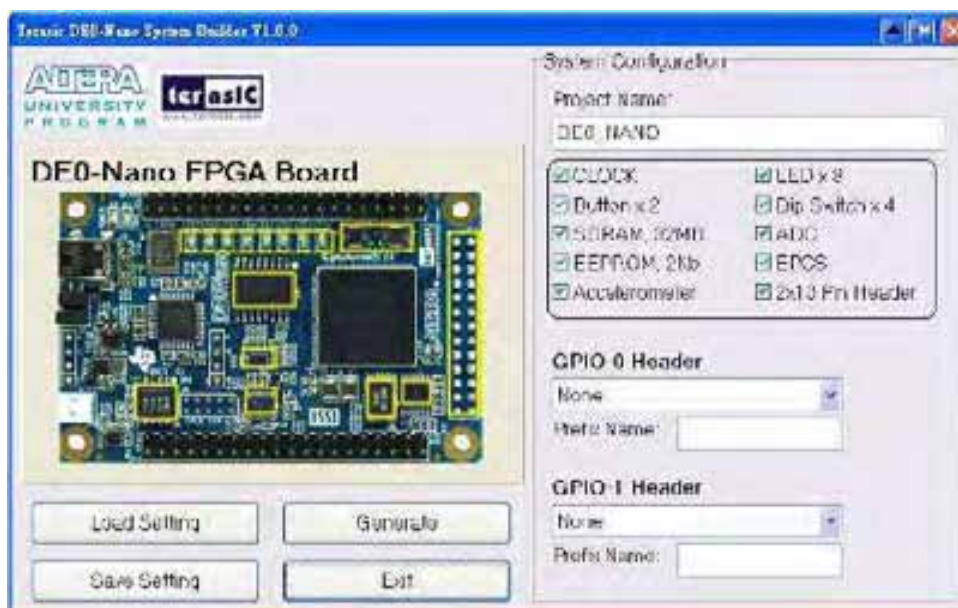 Terasic DE0-Nano System Builder V1.0.0
ALTERA
UNIVERSITY
PROGRAM
terasIC
www.terasic.com
DE0-Nano FPGA Board
Load Setting
Generate
Save Setting
Exit
System Configuration
Project Name:
DE0_NANO
CLOCK
LED x 8
Button x 2
Dip Switch x 4
SDRAM, 32MB
ADC
EEPROM, 2Kb
EPCS
Accelerometer
2x13 Pin Header
GPIO-0 Header
None
Prefix Name:
GPIO-1 Header
None
Prefix Name: